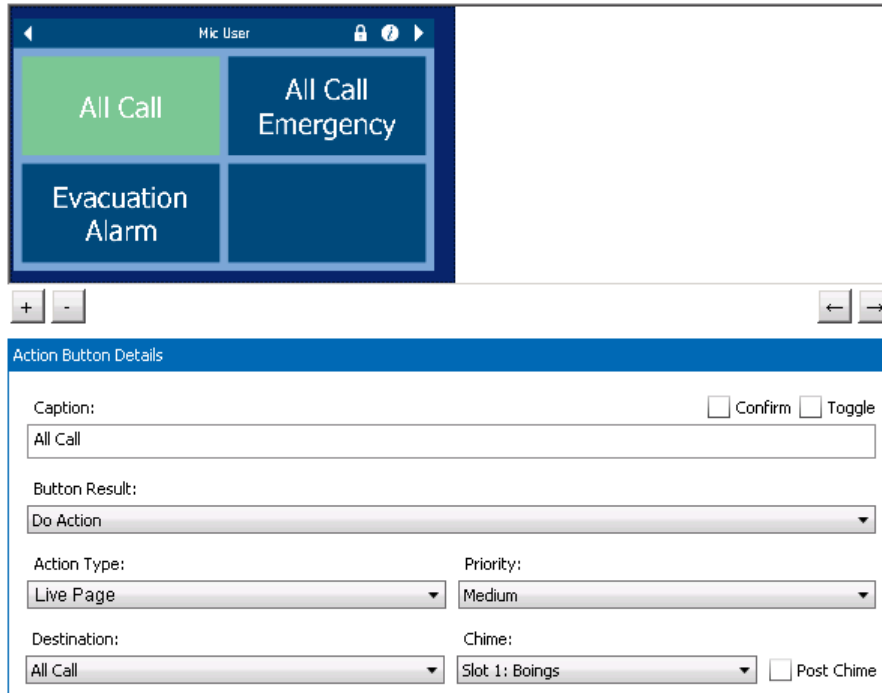 Mic User
All Call
All Call
Emergency
Evacuation
Alarm
+ -
← →
Action Button Details
Caption:
Confirm
Toggle
All Call
Button Result:
Do Action
Action Type:
Priority:
Live Page
Medium
Destination:
Chime:
All Call
Slot 1: Boings
Post Chime